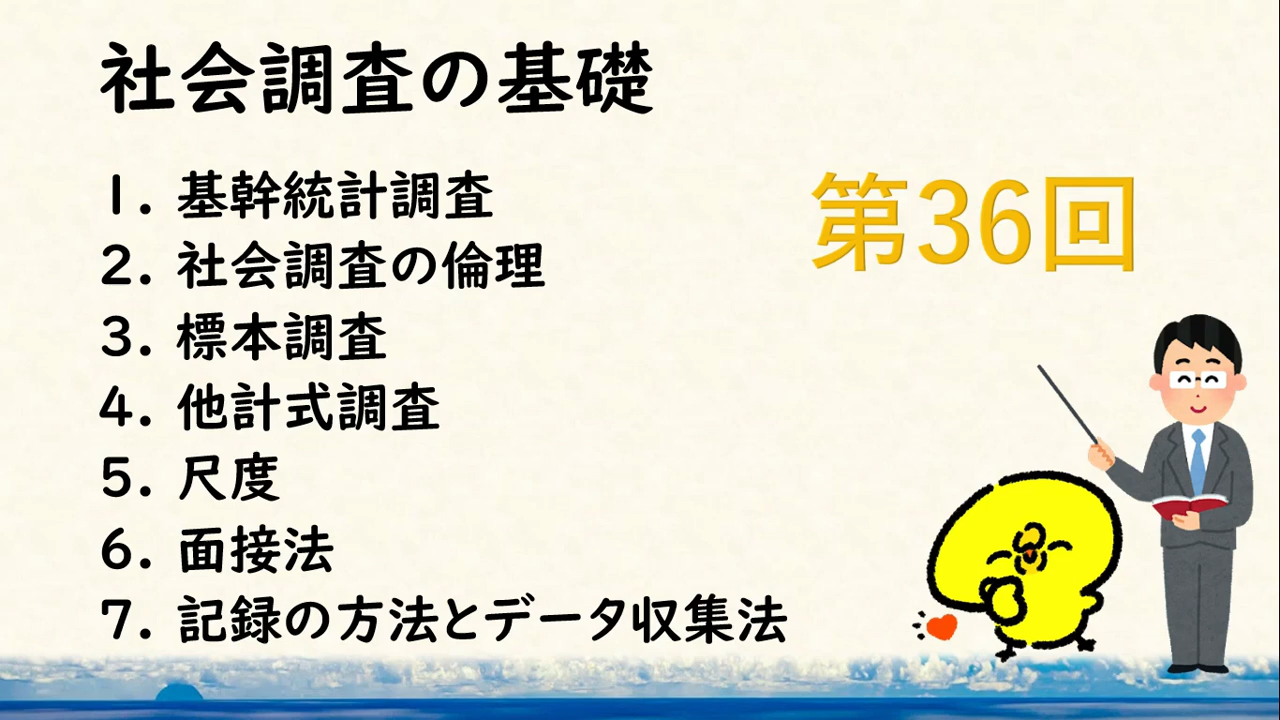 社会調査の基礎
第36回
1. 基幹統計調査
2. 社会調査の倫理
3. 標本調査
4. 他計式調査
5. 尺度
6. 面接法
7. 記録の方法とデータ収集法